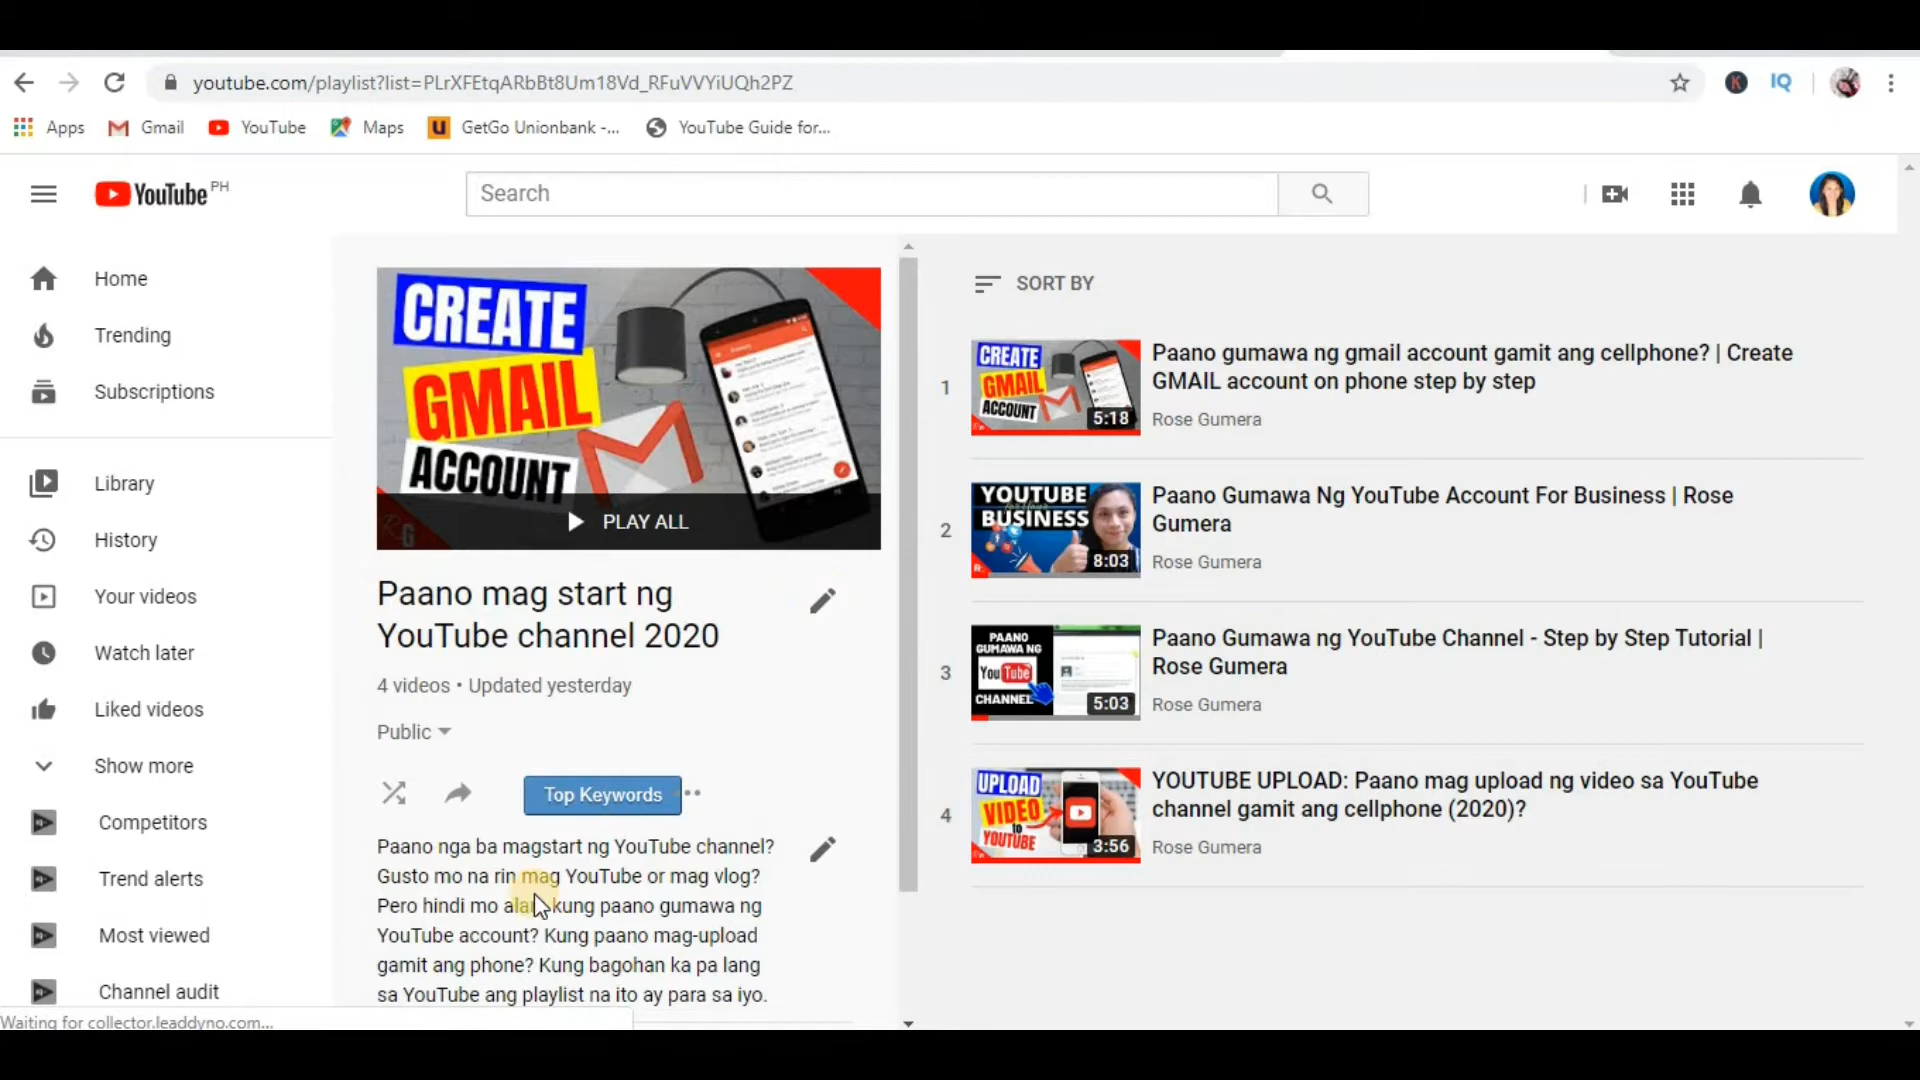 youtube.com/playlist?list=PLrXFEtqARbBt8Um18Vd_RFuVVYiUQh2PZ
IQ
Apps
Gmail
YouTube
Maps
GetGo Unionbank -...
YouTube Guide for...
YouTube PH
Search
Home
Trending
Subscriptions
Library
History
Your videos
Watch later
Liked videos
Show more
Competitors
Trend alerts
Most viewed
Channel audit
Waiting for collector.leaddyno.com...
CREATE
GMAIL
ACCOUNT
RG
PLAY ALL
Paano mag start ng
YouTube channel 2020
4 videos • Updated yesterday
Public
Top Keywords
Paano nga ba magstart ng YouTube channel?
Gusto mo na rin mag YouTube or mag vlog?
Pero hindi mo alam kung paano gumawa ng
YouTube account? Kung paano mag-upload
gamit ang phone? Kung bagohan ka pa lang
sa YouTube ang playlist na ito ay para sa iyo.
SORT BY
1
CREATE
GMAIL
ACCOUNT
5:18
Paano gumawa ng gmail account gamit ang cellphone? | Create
GMAIL account on phone step by step
Rose Gumera
2
YOUTUBE
BUSINESS
8:03
Paano Gumawa Ng YouTube Account For Business | Rose
Gumera
Rose Gumera
3
PAANO
GUMAWA NG
YouTube
CHANNEL
5:03
Paano Gumawa ng YouTube Channel - Step by Step Tutorial |
Rose Gumera
Rose Gumera
4
UPLOAD
VIDEO
to
YOUTUBE
3:56
YOUTUBE UPLOAD: Paano mag upload ng video sa YouTube
channel gamit ang cellphone (2020)?
Rose Gumera